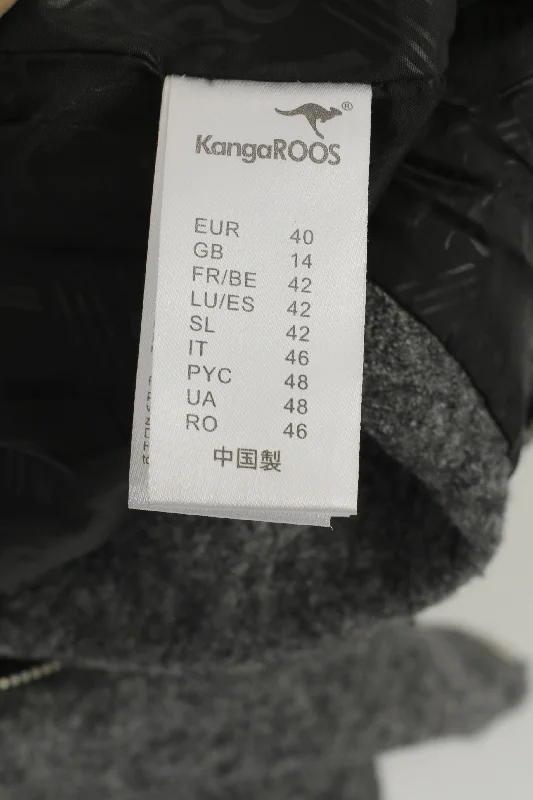 ®
KangaROOS
EUR 40
GB 14
FR/BE 42
LU/ES 42
SL 42
IT 46
PYC 48
UA 48
RO 46
中国製